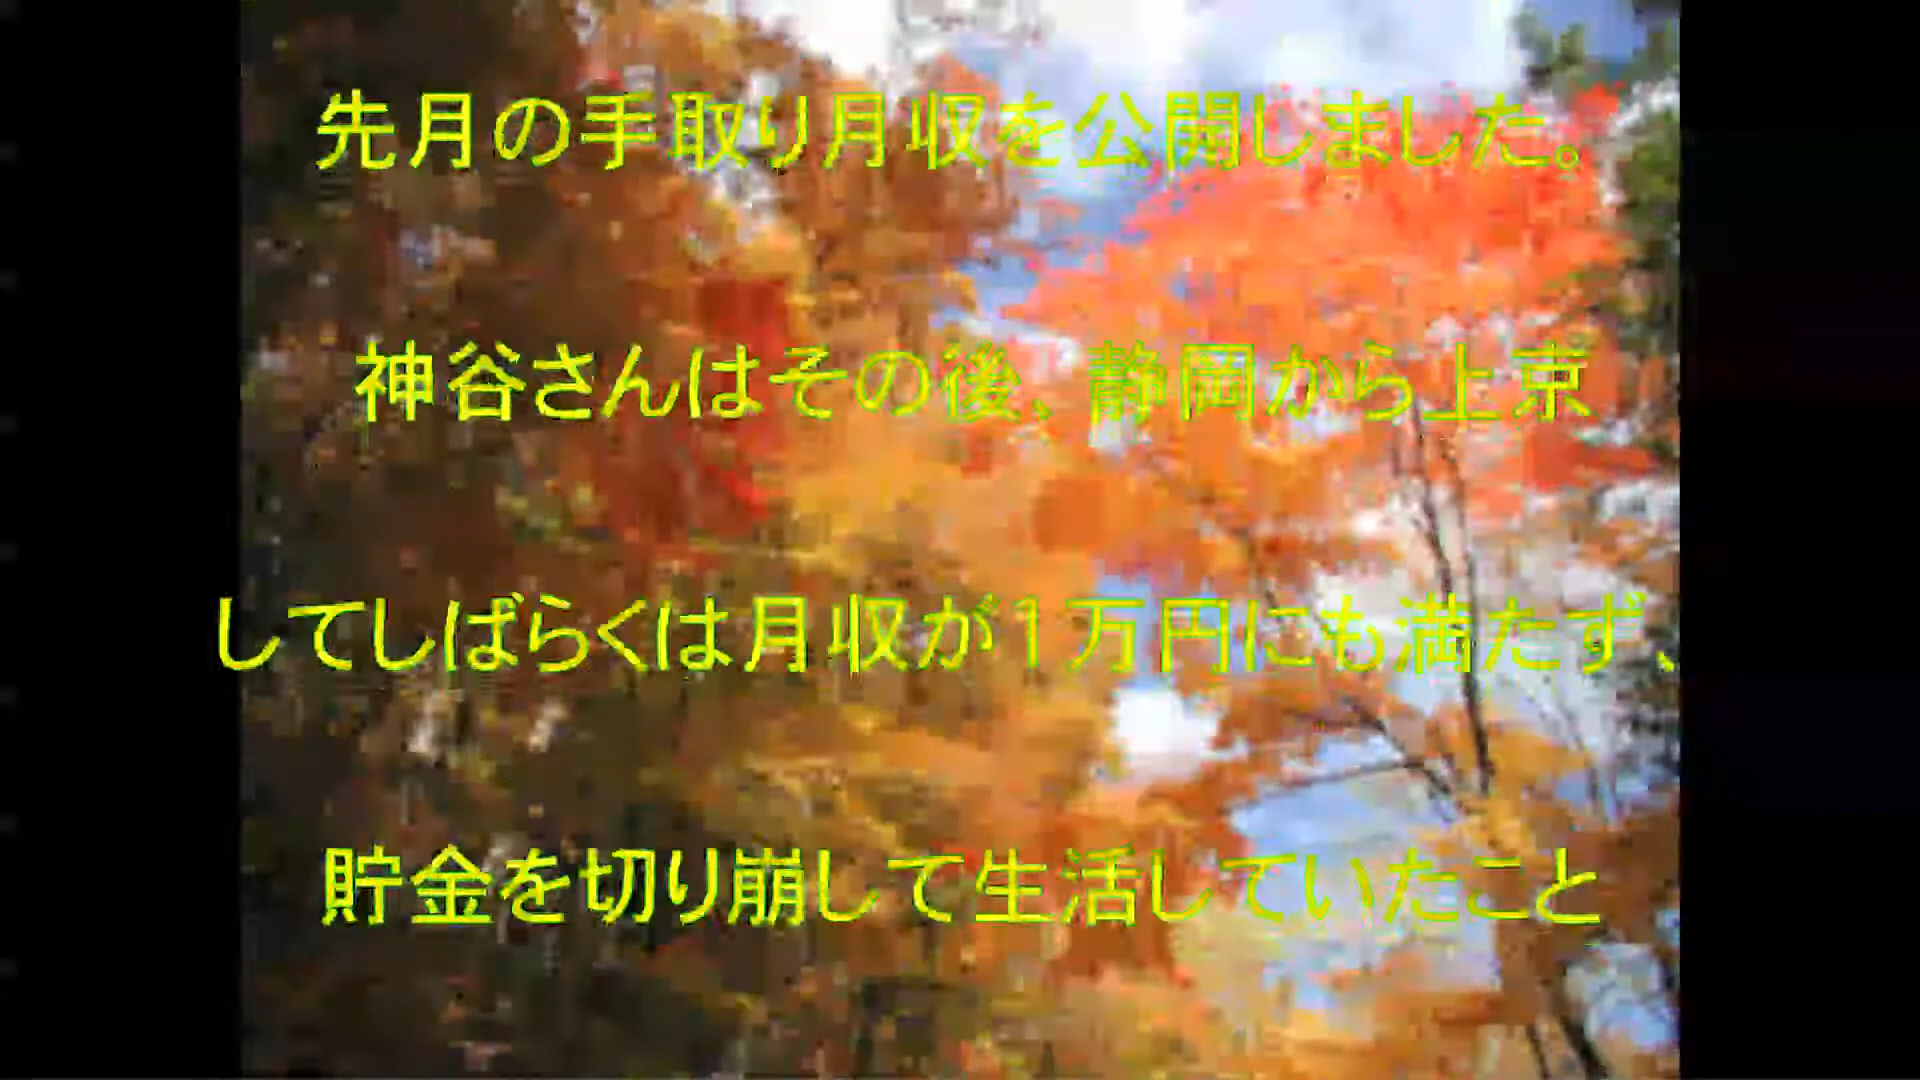 先月の手取り月収を公開しました。
神谷さんはその後、静岡から上京
してしばらくは月収が１万円にも満たず、
貯金を切り崩して生活していたこと